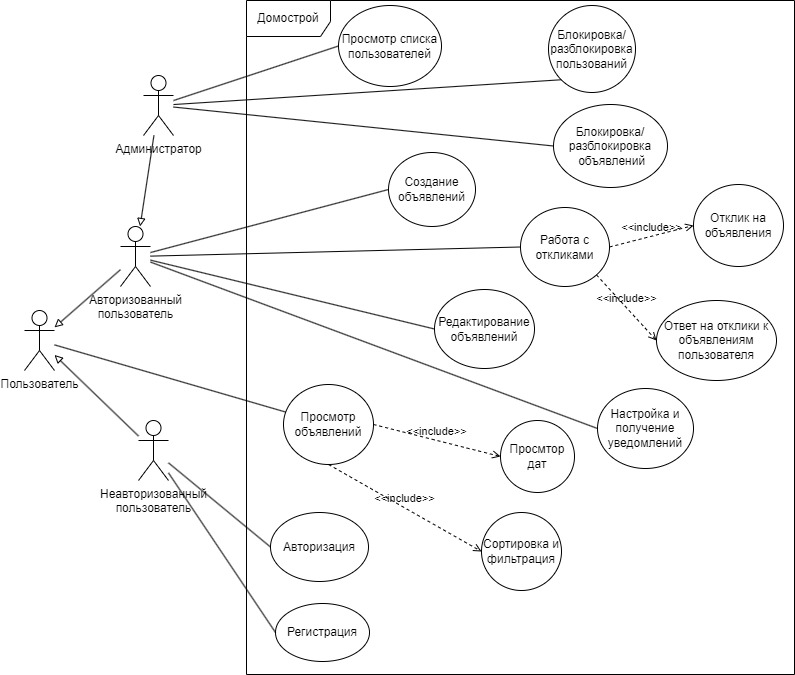 Домострой
Просмотр списка
пользователей
Блокировка/
разблокировка
пользований
Администратор
Блокировка/
разблокировка
объявлений
Создание
объявлений
Работа с
откликами
<<include>>
Отклик на
объявления
Авторизованный
пользователь
<<include>>
Редактирование
объявлений
Ответ на отклики к
объявлениям
пользователя
Пользователь
Просмотр
объявлений
<<include>>
Настройка и
получение
уведомлений
Просмтор
дат
Неавторизованный
пользователь
<<include>>
Авторизация
Сортировка и
фильтрация
Регистрация